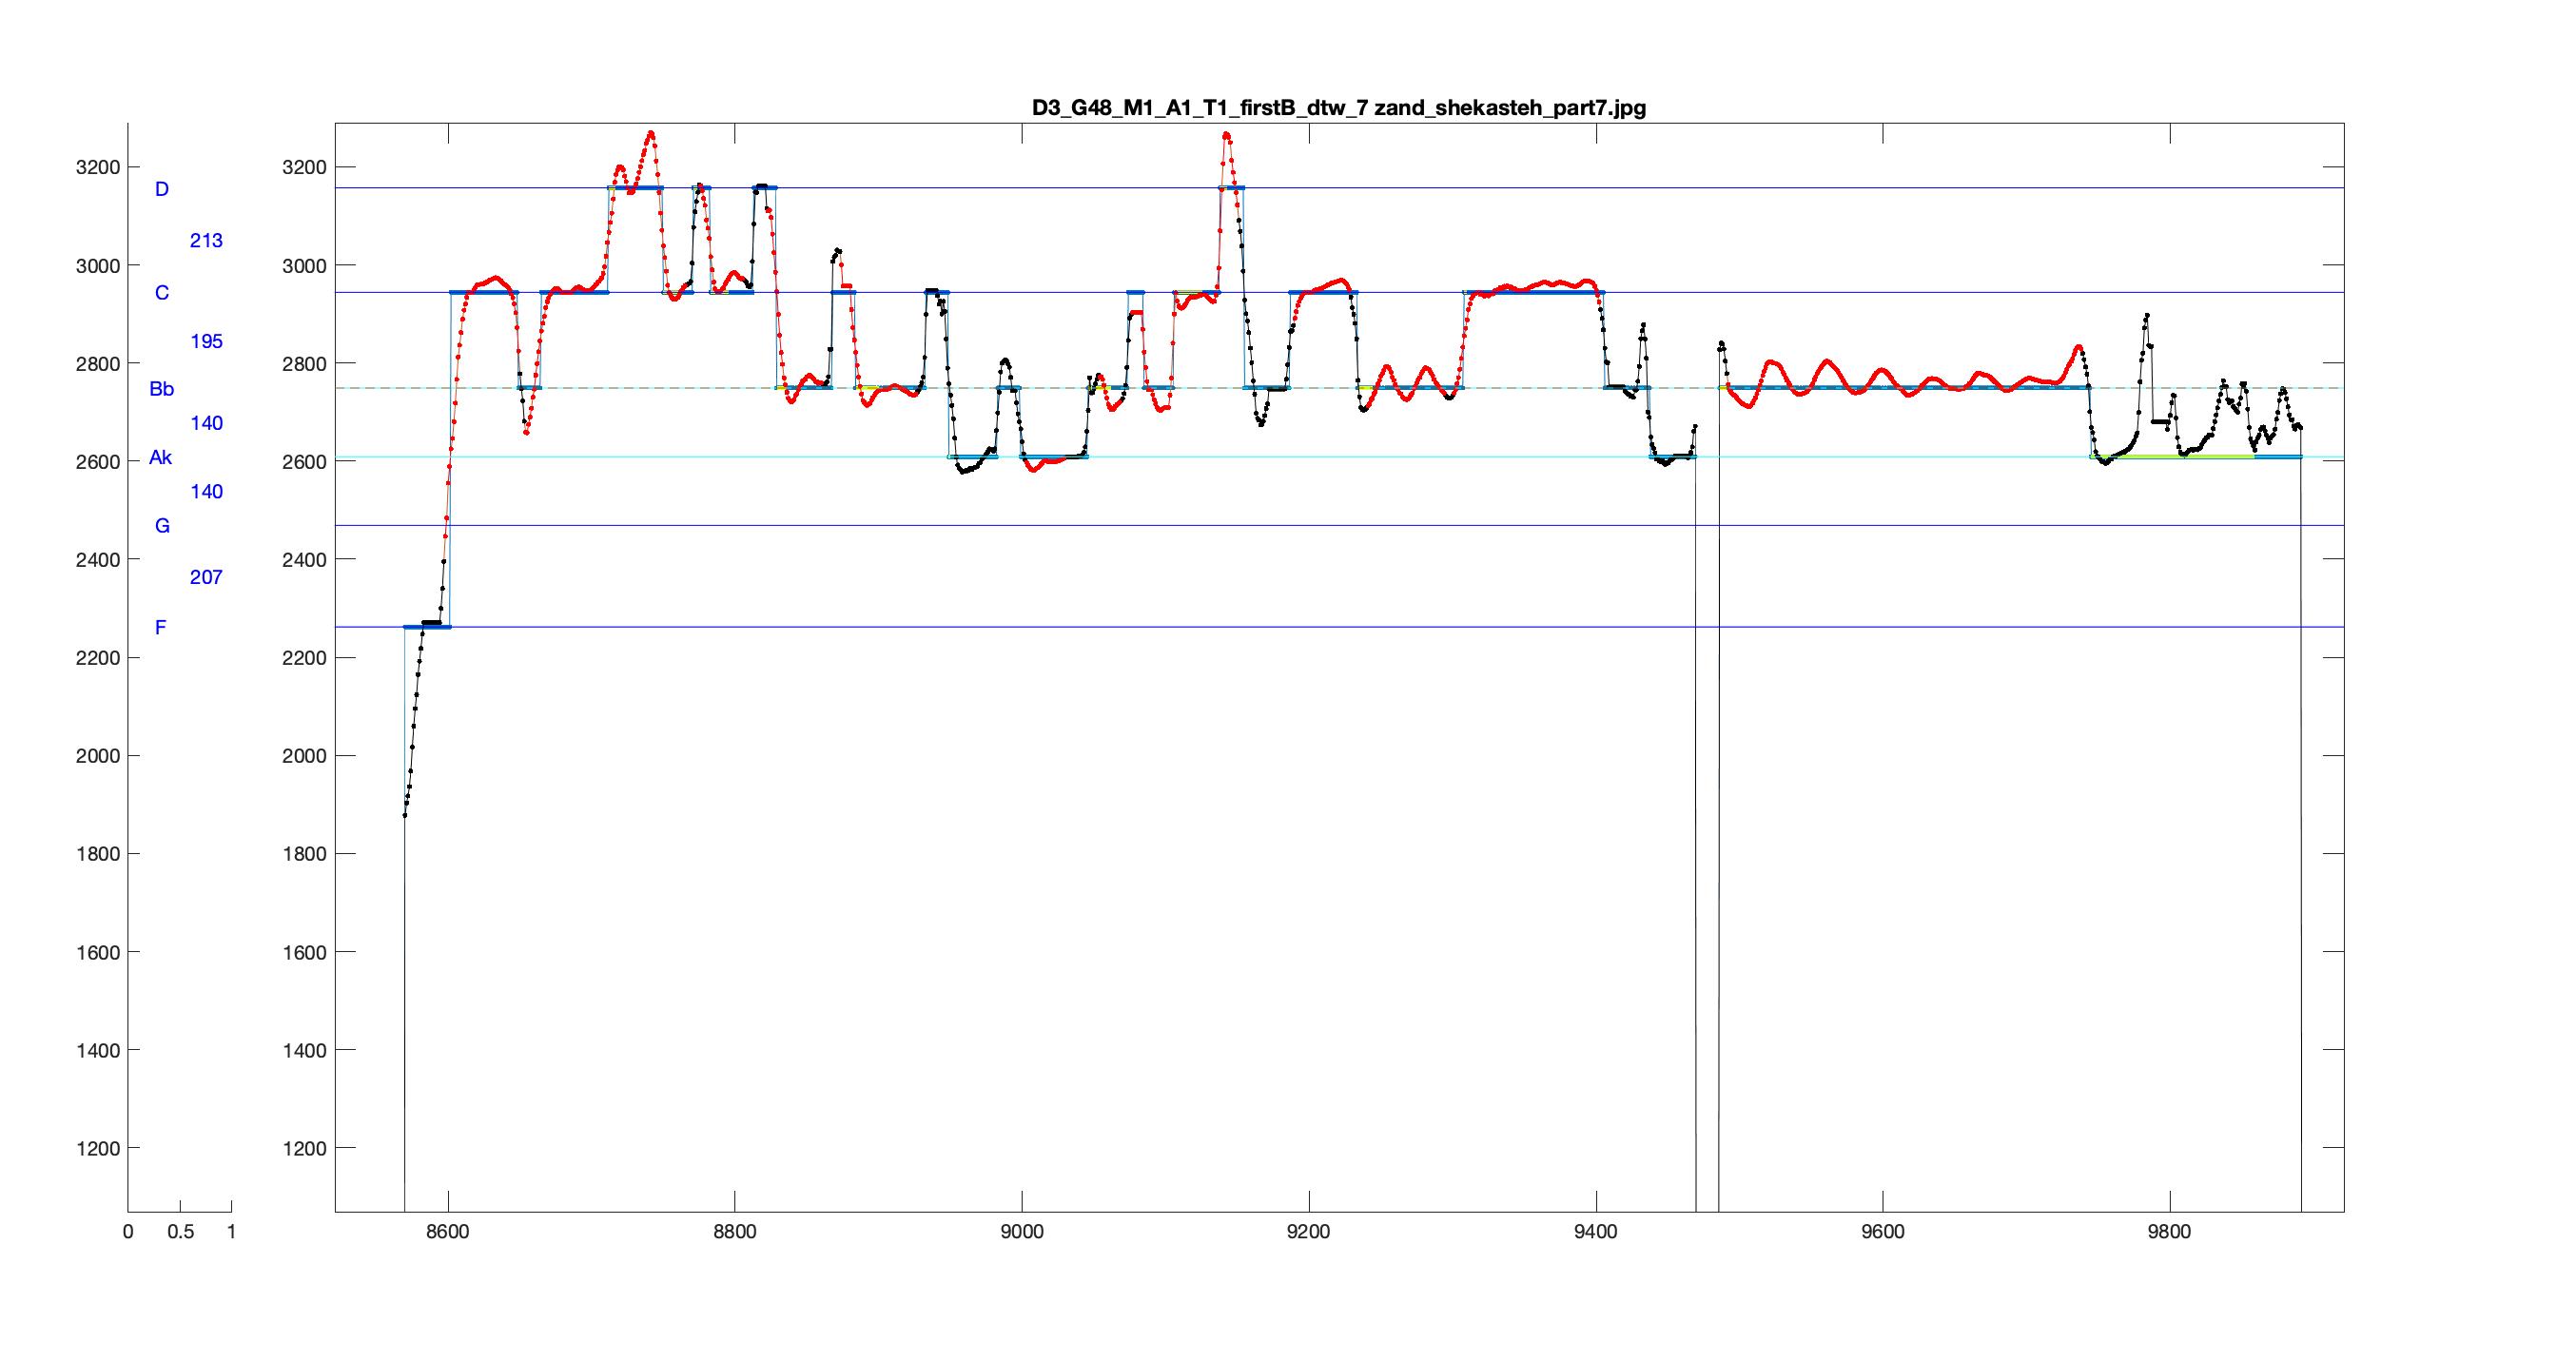 D3_G48_M1_A1_T1_firstB_dtw_7 zand_shekasteh_part7.jpg
3200 3200
D
213
3000 3000
C
195
2800 2800
Bb
140
2600 2600
Ak
140
G
2400 2400
207
F
2200 2200
2000 2000
1800 1800
1600 1600
1400 1400
1200 1200
0 0.5 1 8600 8800 9000 9200 9400 9600 9800